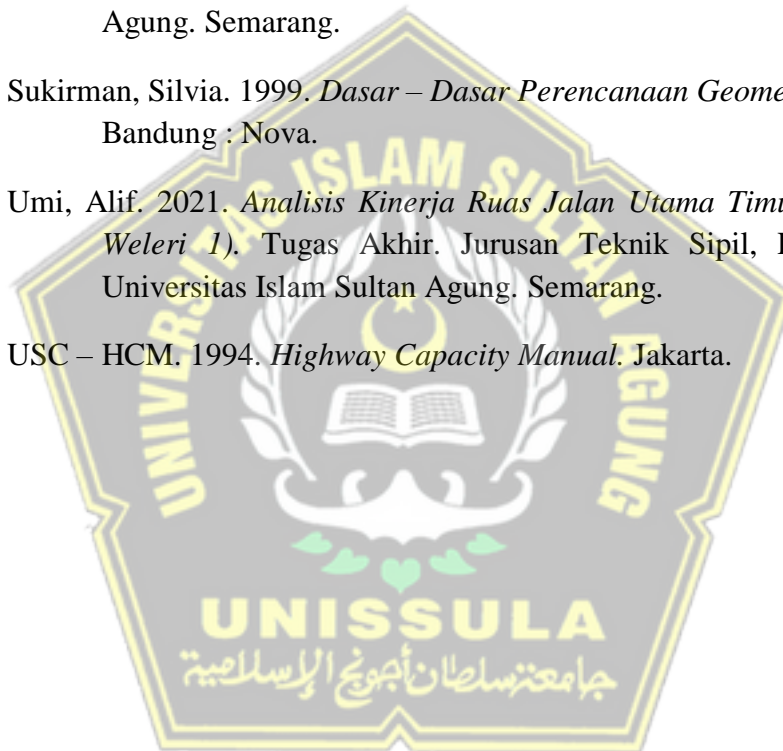 Agung. Semarang.
Sukirman, Silvia. 1999. Dasar – Dasar Perencanaan Geome
Bandung : Nova.
Umi, Alif. 2021. Analisis Kinerja Ruas Jalan Utama Timu
Weleri 1). Tugas Akhir. Jurusan Teknik Sipil,
Universitas Islam Sultan Agung. Semarang.
USC – HCM. 1994. Highway Capacity Manual. Jakarta.
UNIVERSITAS ISLAM SULTAN AGUNG
UNISSULA
جامعة سلطان أجونج الإسلامية